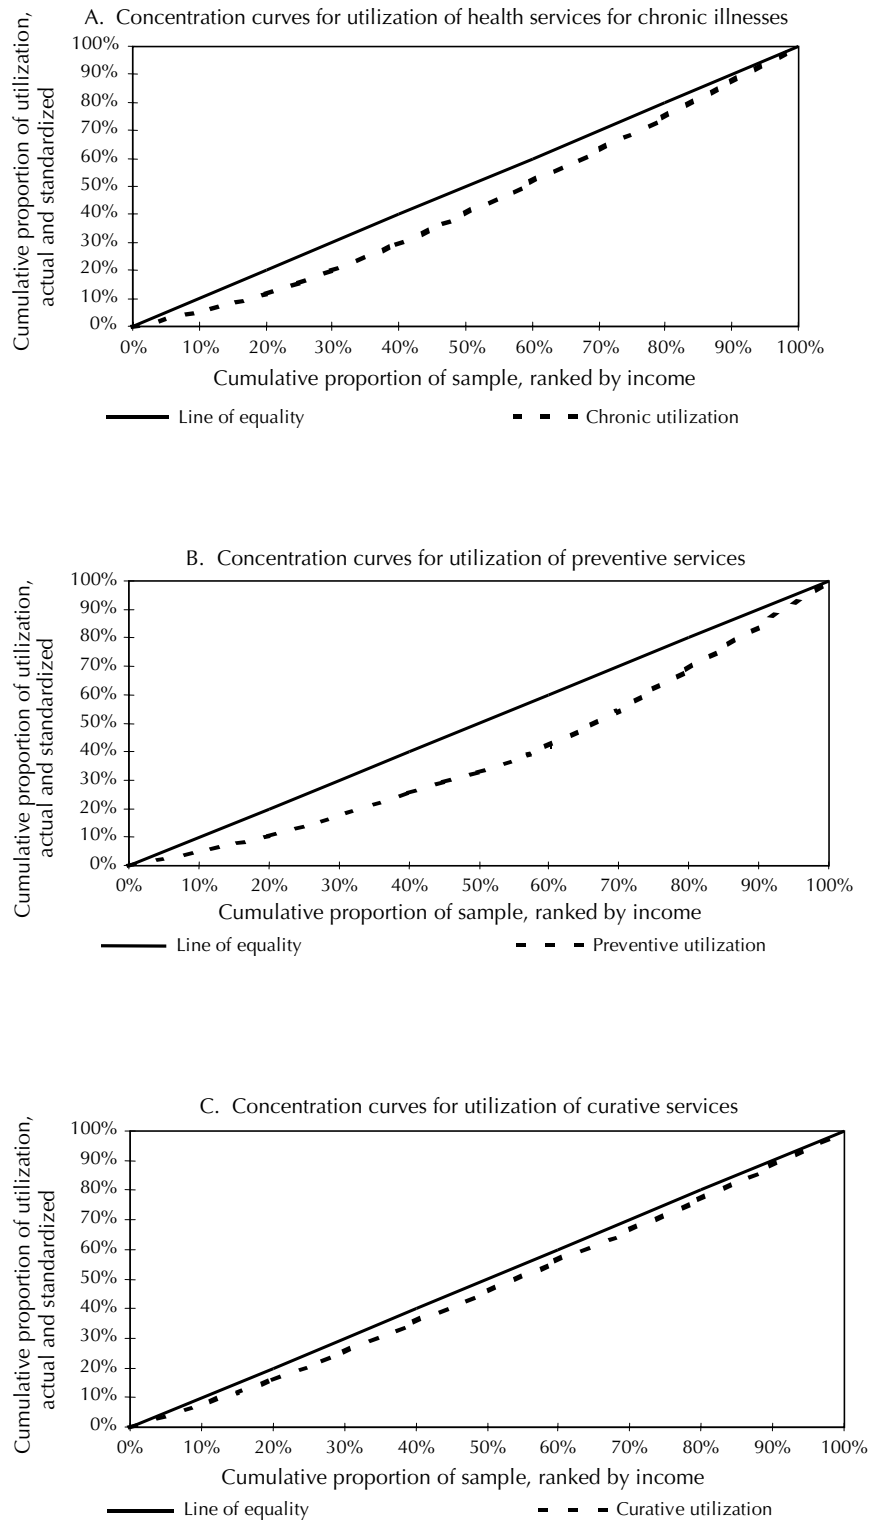 A. Concentration curves for utilization of health services for chronic illnesses
Cumulative proportion of utilization,
actual and standardized
100%
90%
80%
70%
60%
50%
40%
30%
20%
10%
0%
0% 10% 20% 30% 40% 50% 60% 70% 80% 90% 100%
Cumulative proportion of sample, ranked by income
Line of equality Chronic utilization
B. Concentration curves for utilization of preventive services
Cumulative proportion of utilization,
actual and standardized
100%
90%
80%
70%
60%
50%
40%
30%
20%
10%
0%
0% 10% 20% 30% 40% 50% 60% 70% 80% 90% 100%
Cumulative proportion of sample, ranked by income
Line of equality Preventive utilization
C. Concentration curves for utilization of curative services
Cumulative proportion of utilization,
actual and standardized
100%
90%
80%
70%
60%
50%
40%
30%
20%
10%
0%
0% 10% 20% 30% 40% 50% 60% 70% 80% 90% 100%
Cumulative proportion of sample, ranked by income
Line of equality Curative utilization